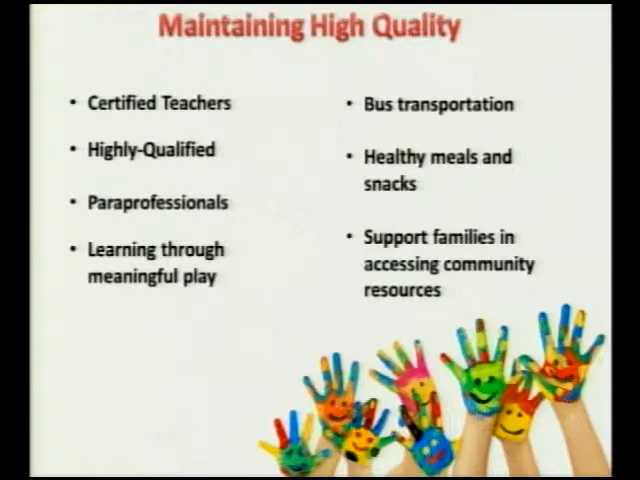 Maintaining High Quality
• Certified Teachers
• Highly-Qualified
• Paraprofessionals
• Learning through
meaningful play
• Bus transportation
• Healthy meals and
snacks
• Support families in
accessing community
resources